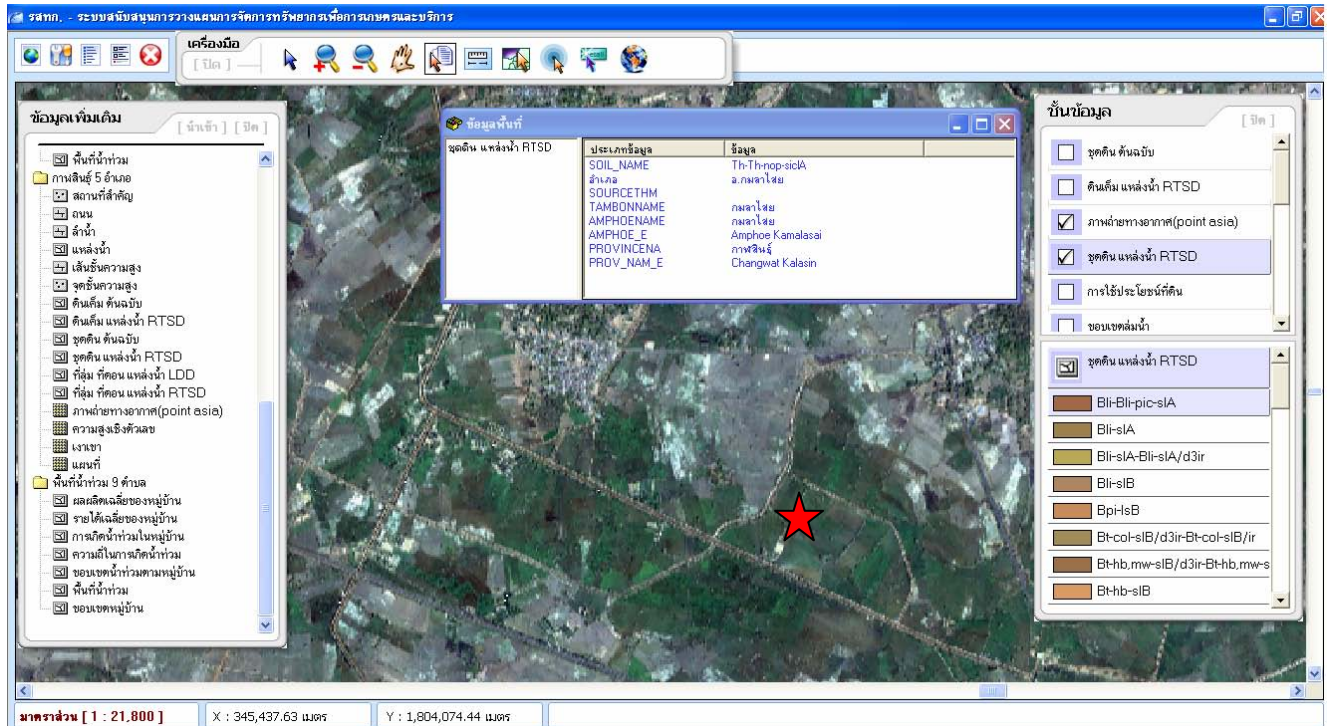 รสทก. - ระบบสนับสนุนการวางแผนการจัดการทรัพยากรเพื่อการเกษตรและบริการ
เครื่องมือ
[ ปิด ]
ข้อมูลเพิ่มเติม
[ นำเข้า ] [ ปิด ]
พื้นที่น้ำท่วม
กาฬสินธุ์ 5 อำเภอ
สถานที่สำคัญ
ถนน
ลำน้ำ
แหล่งน้ำ
เส้นชั้นความสูง
จุดชั้นความสูง
ดินเค็ม ต้นฉบับ
ดินเค็ม แหล่งน้ำ RTSD
ชุดดิน ต้นฉบับ
ชุดดิน แหล่งน้ำ RTSD
ที่ลุ่ม ที่ดอน แหล่งน้ำ LDD
ที่ลุ่ม ที่ดอน แหล่งน้ำ RTSD
ภาพถ่ายทางอากาศ(point asia)
ความสูงเชิงตัวเลข
เงาเขา
แผนที่
พื้นที่น้ำท่วม 9 ตำบล
ผลผลิตเฉลี่ยของหมู่บ้าน
รายได้เฉลี่ยของหมู่บ้าน
การเกิดน้ำท่วมในหมู่บ้าน
ความถี่ในการเกิดน้ำท่วม
ขอบเขตน้ำท่วมตามหมู่บ้าน
พื้นที่น้ำท่วม
ขอบเขตหมู่บ้าน
ข้อมูลพื้นที่
ชุดดิน แหล่งน้ำ RTSD
ประเภทข้อมูล ข้อมูล
SOIL_NAME Th-Th-nop-siclA
อำเภอ อ.กมลาไสย
SOURCETHM
TAMBONNAME กมลาไสย
AMPHOENAME กมลาไสย
AMPHOE_E Amphoe Kamalasai
PROVINCENA กาฬสินธุ์
PROV_NAM_E Changwat Kalasin
ชั้นข้อมูล
[ ปิด ]
ชุดดิน ต้นฉบับ
ดินเค็ม แหล่งน้ำ RTSD
ภาพถ่ายทางอากาศ(point asia)
ชุดดิน แหล่งน้ำ RTSD
การใช้ประโยชน์ที่ดิน
ขอบเขตลุ่มน้ำ
ชุดดิน แหล่งน้ำ RTSD
Bli-Bli-pic-slA
Bli-slA
Bli-slA-Bli-slA/d3ir
Bli-slB
Bpi-lsB
Bt-col-slB/d3ir-Bt-col-slB/ir
Bt-hb,mw-slB/d3ir-Bt-hb,mw-s
Bt-hb-slB
มาตราส่วน [ 1 : 21,800 ]
X : 345,437.63 เมตร
Y : 1,804,074.44 เมตร